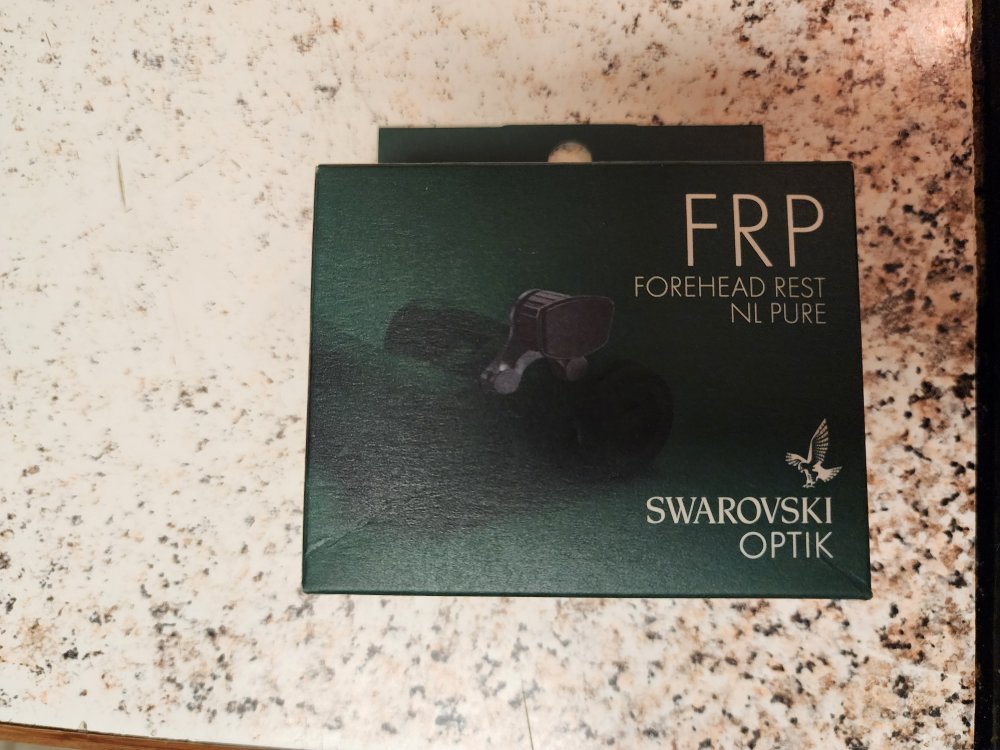 FRP
FOREHEAD REST
NL PURE
SWAROVSKI
OPTIK